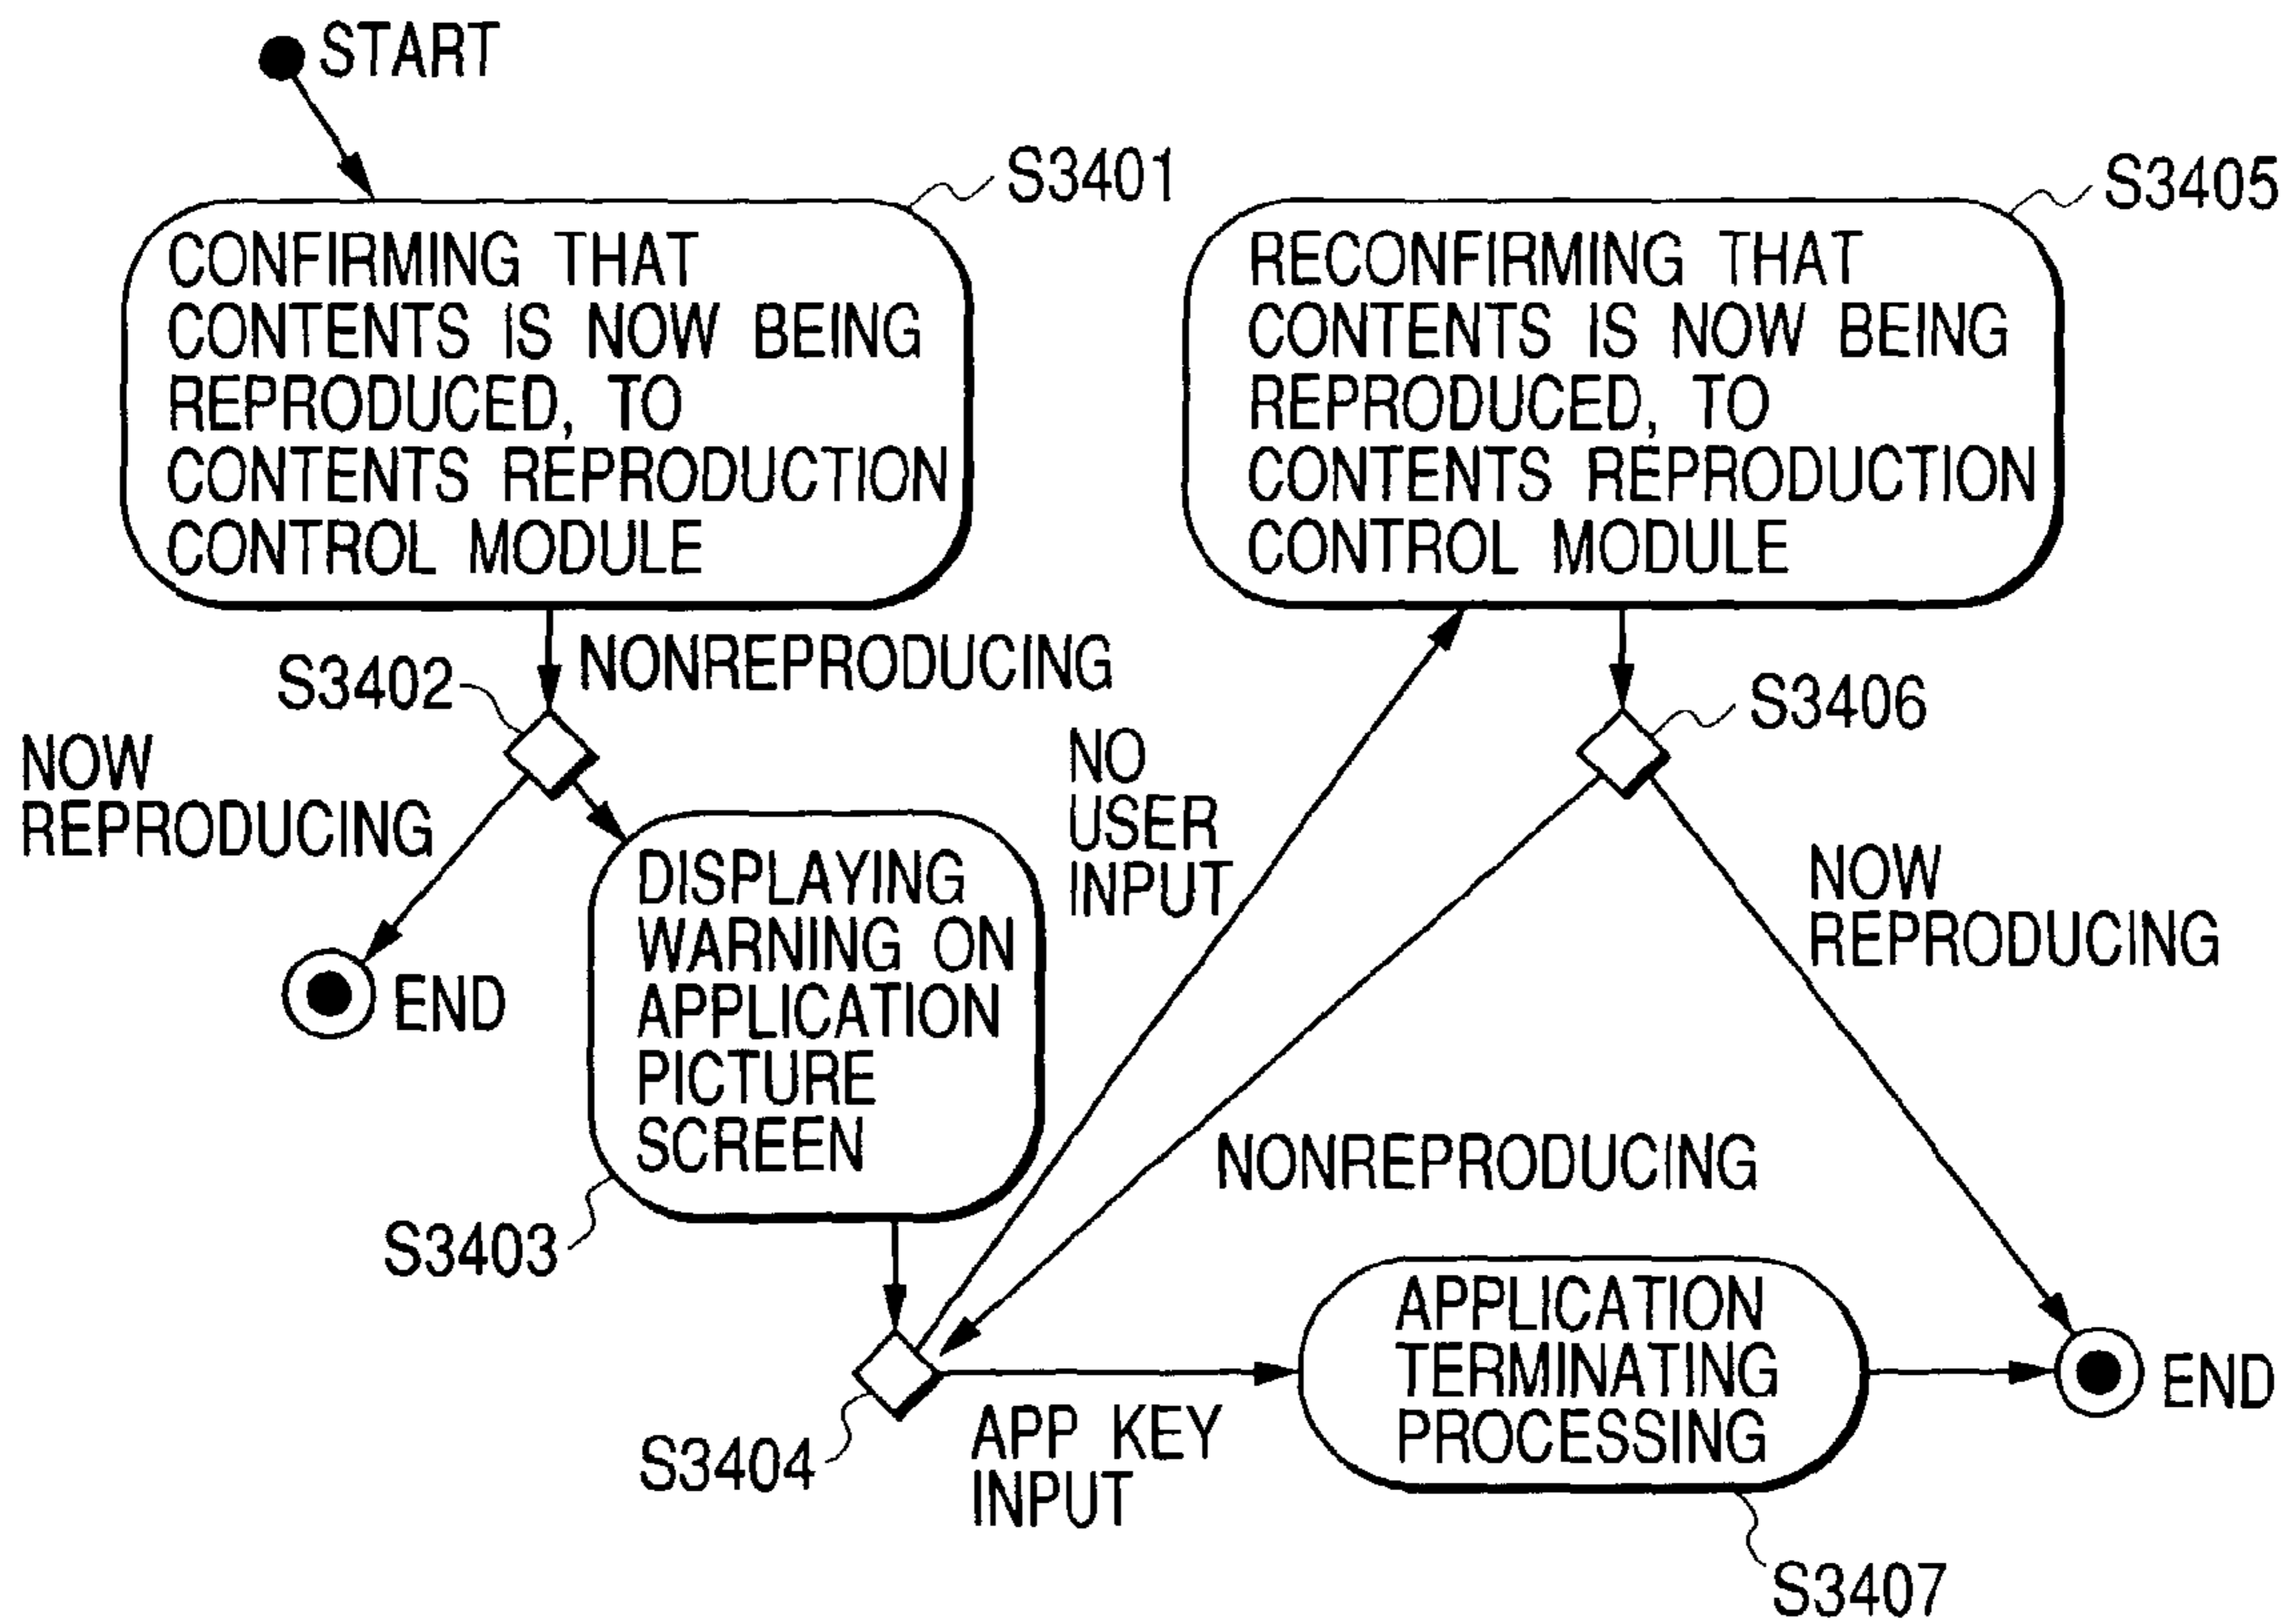 START
S3401
CONFIRMING THAT
CONTENTS IS NOW BEING
REPRODUCED, TO
CONTENTS REPRODUCTION
CONTROL MODULE
S3405
RECONFIRMING THAT
CONTENTS IS NOW BEING
REPRODUCED, TO
CONTENTS REPRODUCTION
CONTROL MODULE
NONREPRODUCING
S3402
NOW
REPRODUCING
END
DISPLAYING
WARNING ON
APPLICATION
PICTURE
SCREEN
S3403
NO
USER
INPUT
S3406
NOW
REPRODUCING
NONREPRODUCING
S3404
APP KEY
INPUT
APPLICATION
TERMINATING
PROCESSING
S3407
END